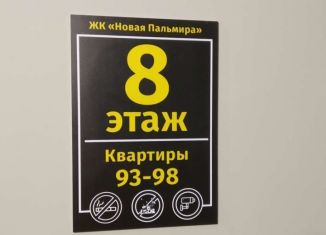 ЖК «Новая Пальмира»
8
этаж
Квартиры
93-98